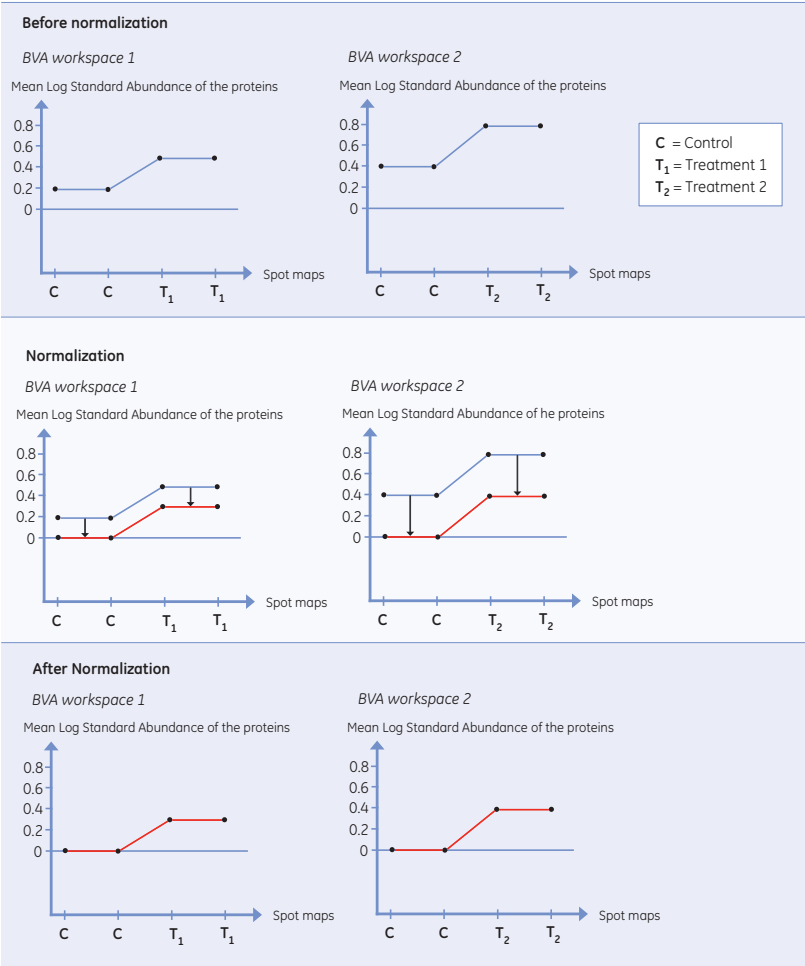 Before normalization
BVA workspace 1
Mean Log Standard Abundance of the proteins
0.8
0.6
0.4
0.2
0
Spot maps
C C T1 T1
BVA workspace 2
Mean Log Standard Abundance of the proteins
0.8
0.6
0.4
0.2
0
Spot maps
C C T2 T2
C = Control
T1 = Treatment 1
T2 = Treatment 2
Normalization
BVA workspace 1
Mean Log Standard Abundance of the proteins
0.8
0.6
0.4
0.2
0
Spot maps
C C T1 T1
BVA workspace 2
Mean Log Standard Abundance of he proteins
0.8
0.6
0.4
0.2
0
Spot maps
C C T2 T2
After Normalization
BVA workspace 1
Mean Log Standard Abundance of the proteins
0.8
0.6
0.4
0.2
0
Spot maps
C C T1 T1
BVA workspace 2
Mean Log Standard Abundance of the proteins
0.8
0.6
0.4
0.2
0
Spot maps
C C T2 T2